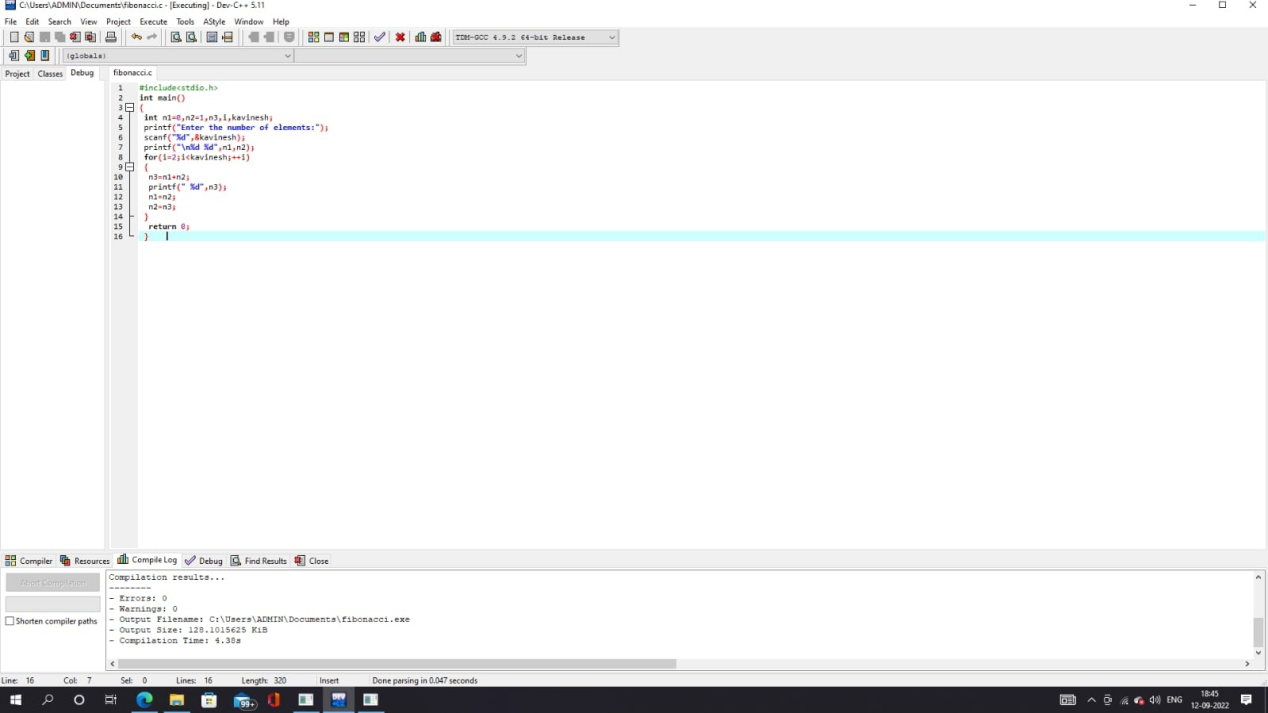 C:\Users\ADMIN\Documents\fibonacci.c - [Executing] - Dev-C++ 5.11
File Edit Search View Project Execute Tools AStyle Window Help
TDM-GCC 4.9.2 64-bit Release
(globals)
Project Classes Debug fibonacci.c
1 #include<stdio.h>
2 int main()
3 {
4 int n1=0,n2=1,n3,i,kavinesh;
5 printf("Enter the number of elements:");
6 scanf("%d",&kavinesh);
7 printf("\n%d %d",n1,n2);
8 for(i=2;i<kavinesh;++i)
9 {
10 n3=n1+n2;
11 printf(" %d",n3);
12 n1=n2;
13 n2=n3;
14 }
15 return 0;
16 }
Compiler Resources Compile Log Debug Find Results Close
Abort Compilation
Shorten compiler paths
Compilation results...
--------
- Errors: 0
- Warnings: 0
- Output Filename: C:\Users\ADMIN\Documents\fibonacci.exe
- Output Size: 128.1015625 KiB
- Compilation Time: 4.38s
Line: 16 Col: 7 Sel: 0 Lines: 16 Length: 320 Insert Done parsing in 0.047 seconds
99+
ENG
18:45
12-09-2022